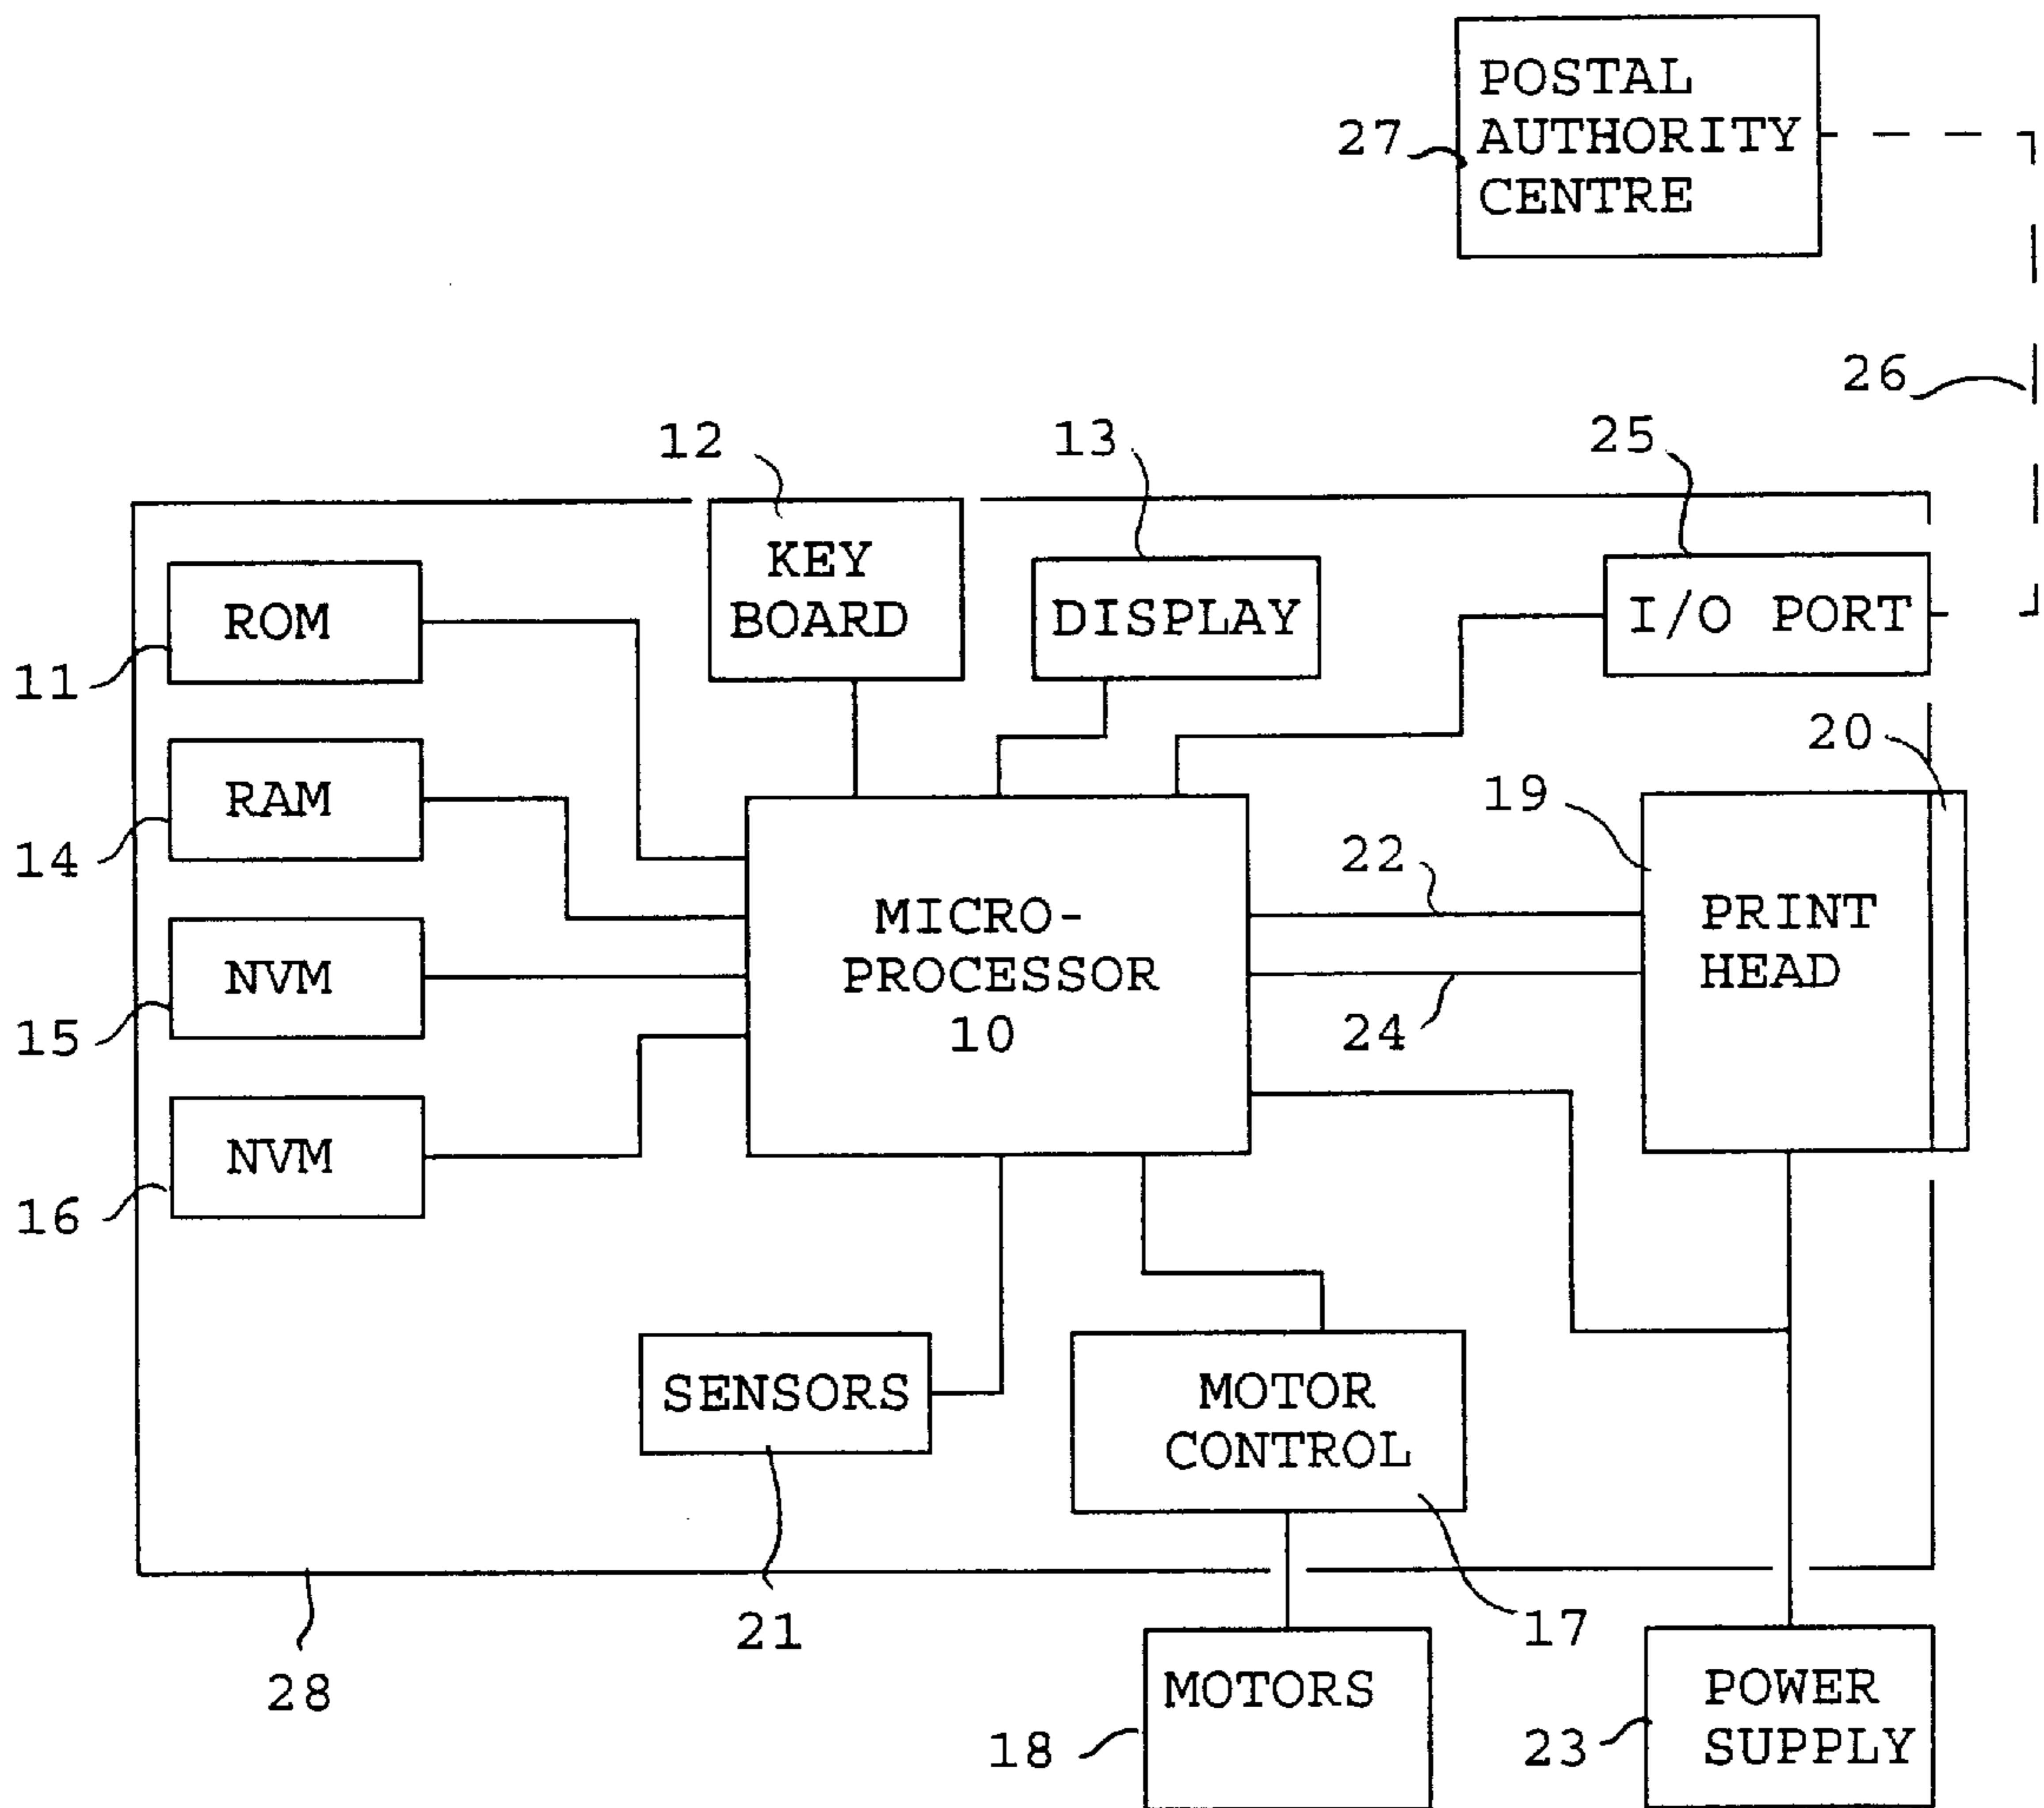 POSTAL
AUTHORITY
CENTRE
27
26
12
13
25
KEY
BOARD
DISPLAY
I/O PORT
ROM
11
20
RAM
14
19
22
PRINT
HEAD
MICRO-
PROCESSOR
10
24
NVM
15
NVM
16
SENSORS
21
MOTOR
CONTROL
17
28
MOTORS
18
POWER
SUPPLY
23